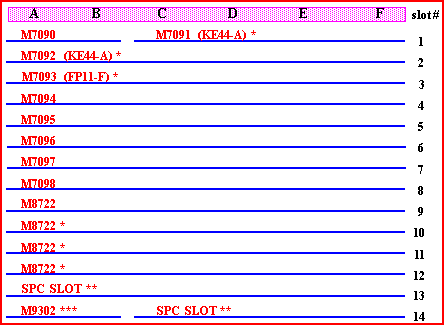 A B C D E F slot#
M7090 M7091 (KE44-A) * 1
M7092 (KE44-A) * 2
M7093 (FP11-F) * 3
M7094 4
M7095 5
M7096 6
M7097 7
M7098 8
M8722 9
M8722 * 10
M8722 * 11
M8722 * 12
SPC SLOT ** 13
M9302 *** SPC SLOT ** 14